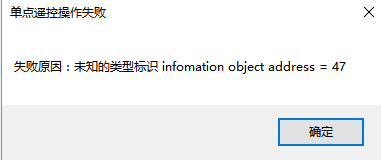 单点遥控操作失败
失败原因：未知的类型标识 infomation object address = 47
确定